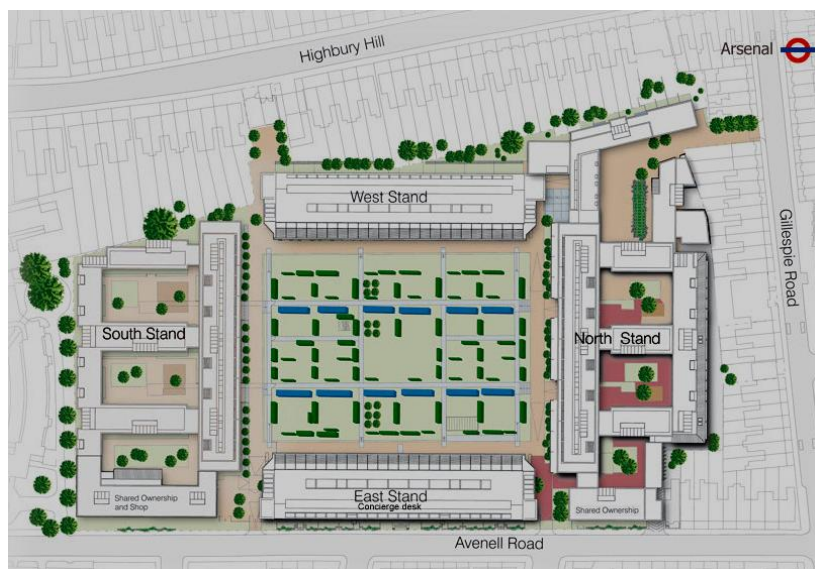 Highbury Hill
Arsenal
West Stand
Gillespie Road
South Stand
North Stand
Shared Ownership
and Shop
East Stand
Concierge desk
Shared Ownership
Avenell Road